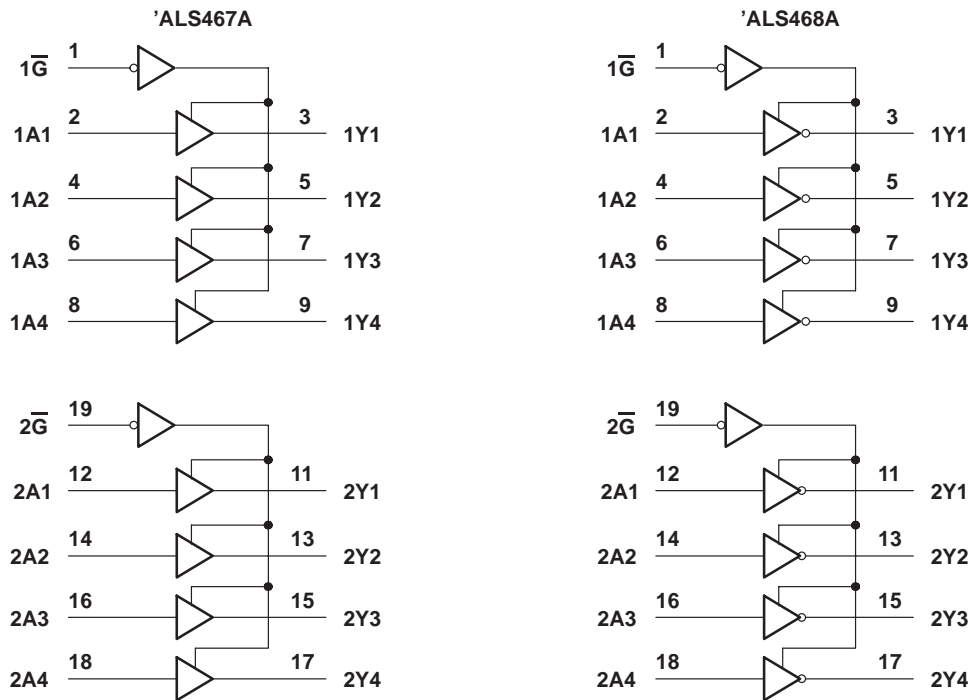 'ALS467A
1G̅ 1
1A1 2 3 1Y1
1A2 4 5 1Y2
1A3 6 7 1Y3
1A4 8 9 1Y4
2G̅ 19
2A1 12 11 2Y1
2A2 14 13 2Y2
2A3 16 15 2Y3
2A4 18 17 2Y4
'ALS468A
1G̅ 1
1A1 2 3 1Y1
1A2 4 5 1Y2
1A3 6 7 1Y3
1A4 8 9 1Y4
2G̅ 19
2A1 12 11 2Y1
2A2 14 13 2Y2
2A3 16 15 2Y3
2A4 18 17 2Y4